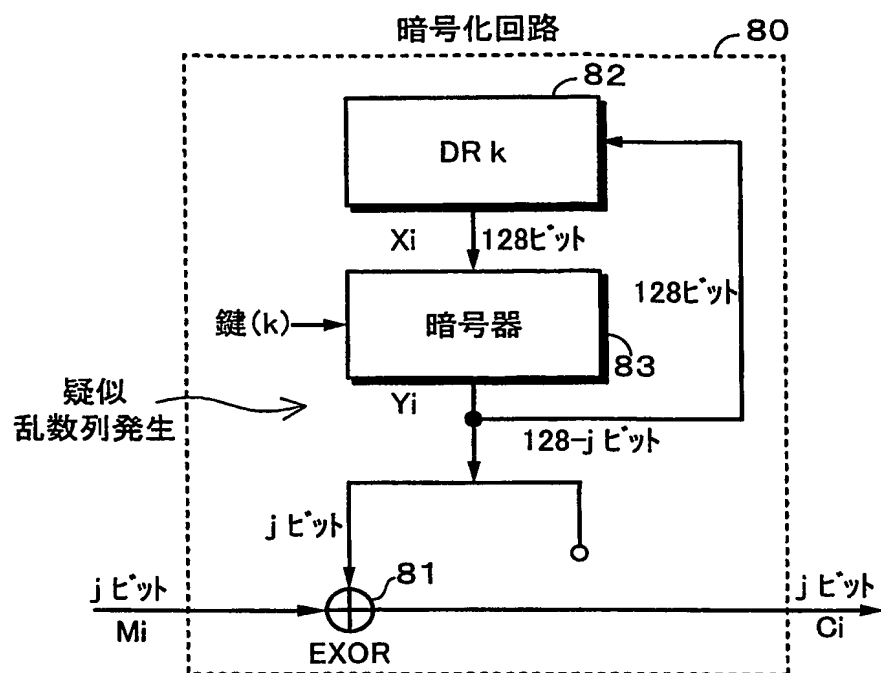 暗号化回路
80
82
DR k
Xi
128ビット
128ビット
鍵(k)
暗号器
83
疑似
乱数列発生
Yi
128-j ビット
j ビット
j ビット
81
j ビット
Mi
Ci
EXOR